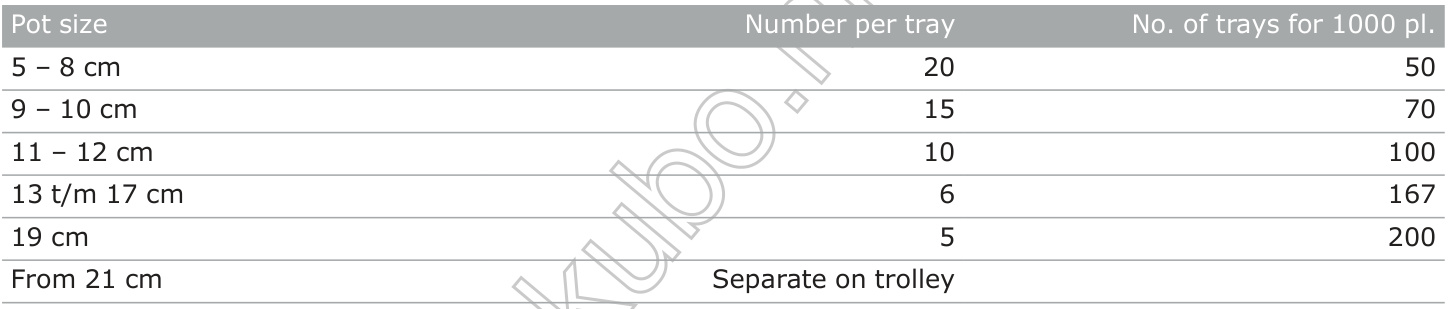 Pot size Number per tray No. of trays for 1000 pl.
5 – 8 cm 20 50
9 – 10 cm 15 70
11 – 12 cm 10 100
13 t/m 17 cm 6 167
19 cm 5 200
From 21 cm Separate on trolley
kubo.n